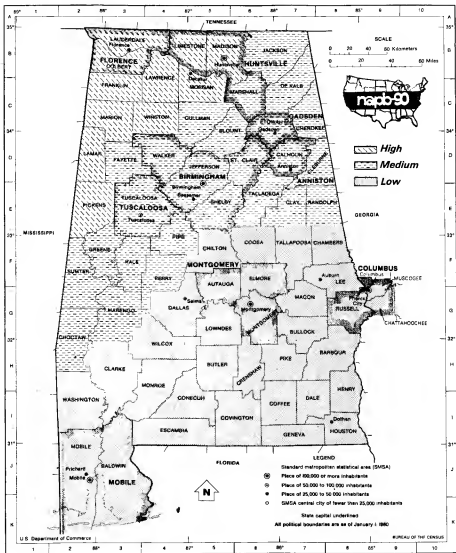 TENNESSEE
LAUDERDALE
Florence
LIMESTONE
MADISON
JACKSON
Huntsville
FLORENCE
COLBERT
HUNTSVILLE
LAWRENCE
FRANKLIN
MORGAN
MARSHALL
DE KALB
MARION
WINSTON
CULLMAN
GADSDEN
CHEROKEE
Gadsden
BLOUNT
LAMAR
FAYETTE
WALKER
JEFFERSON
ST. CLAIR
CALHOUN
Anniston
BIRMINGHAM
Birmingham
Bessemer
ANNISTON
PICKENS
TUSCALOOSA
TUSCALOOSA
Tuscaloosa
SHELBY
TALLADEGA
CLAY
RANDOLPH
GEORGIA
MISSISSIPPI
GREENE
HALE
BIBB
CHILTON
COOSA
TALLAPOOSA
CHAMBERS
SUMTER
PERRY
MONTGOMERY
AUTAUGA
ELMORE
Auburn
LEE
COLUMBUS
Columbus
MUSCOGEE
Phenix
City
MARENGO
Selma
DALLAS
Montgomery
MONTGOMERY
MACON
RUSSELL
CHATTAHOOCHEE
CHOCTAW
LOWNDES
BULLOCK
WILCOX
CLARKE
BUTLER
CRENSHAW
PIKE
BARBOUR
WASHINGTON
MONROE
CONECUH
COFFEE
DALE
HENRY
ESCAMBIA
COVINGTON
GENEVA
Dothan
HOUSTON
MOBILE
BALDWIN
Prichard
Mobile
MOBILE
FLORIDA
SCALE
0 20 40 60 Kilometers
0 20 40 60 Miles
najdb-90
High
Medium
Low
N
LEGEND
Standard metropolitan statistical area (SMSA)
Place of 100,000 or more inhabitants
Place of 50,000 to 100,000 inhabitants
Place of 25,000 to 50,000 inhabitants
SMSA central city of fewer than 25,000 inhabitants
State capital underlined
All political boundaries are as of January 1, 1980
U.S. Department of Commerce
BUREAU OF THE CENSUS